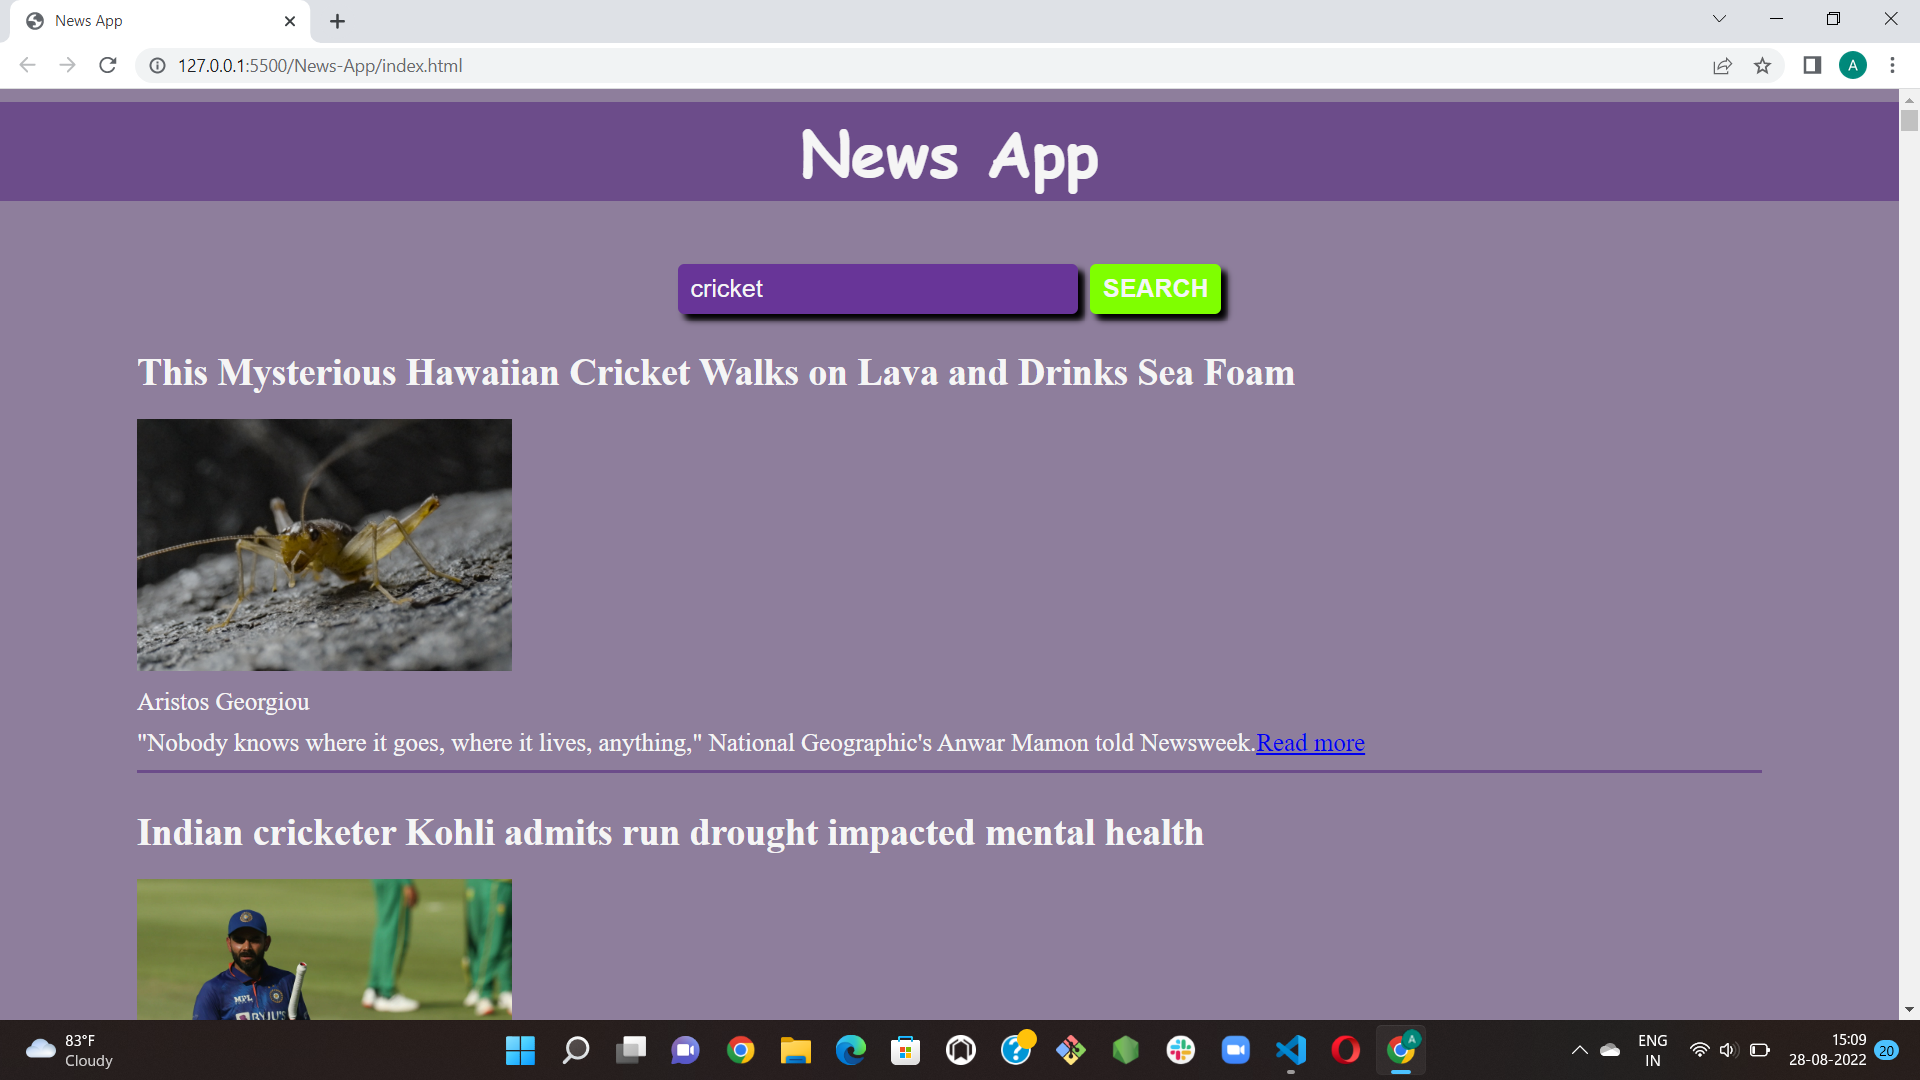 News App
127.0.0.1:5500/News-App/index.html
A
News App
cricket
SEARCH
This Mysterious Hawaiian Cricket Walks on Lava and Drinks Sea Foam
Aristos Georgiou
"Nobody knows where it goes, where it lives, anything," National Geographic's Anwar Mamon told Newsweek.Read more
Indian cricketer Kohli admits run drought impacted mental health
MPL
BYJU'S
83°F
Cloudy
A
ENG
IN
15:09
28-08-2022
20